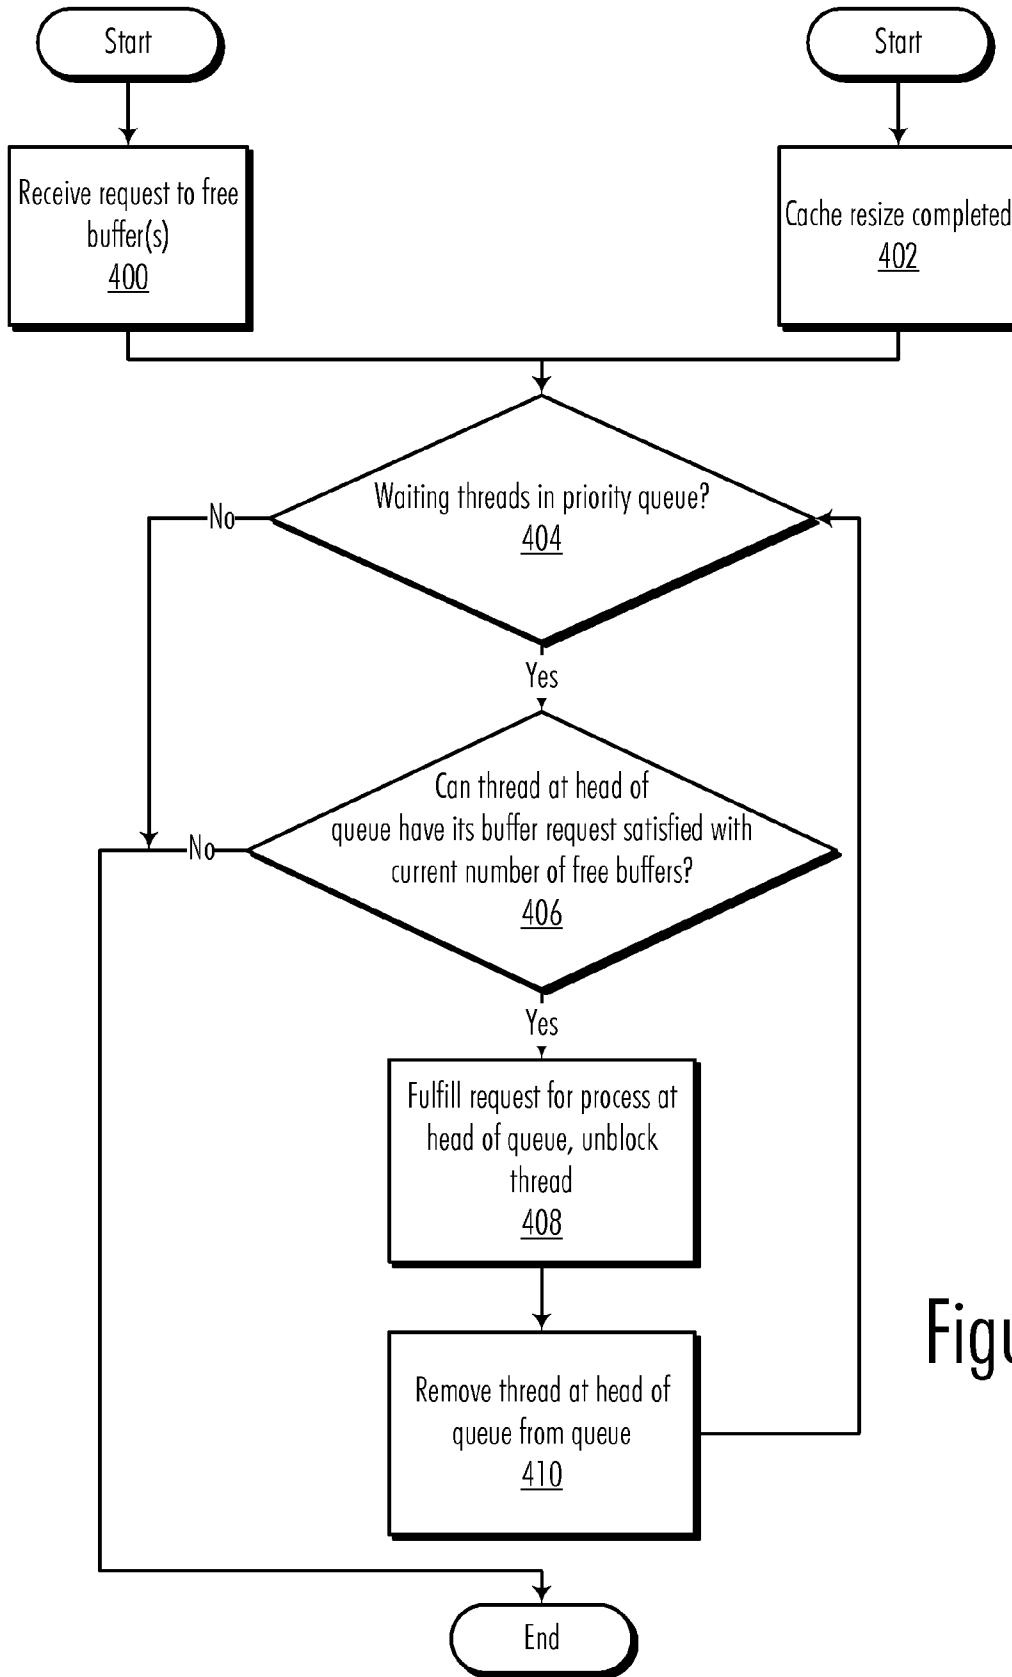 Start
Start
Receive request to free
buffer(s)
400
Cache resize completed
402
Waiting threads in priority queue?
404
No
Yes
Can thread at head of
queue have its buffer request satisfied with
current number of free buffers?
406
No
Yes
Fulfill request for process at
head of queue, unblock
thread
408
Remove thread at head of
queue from queue
410
End